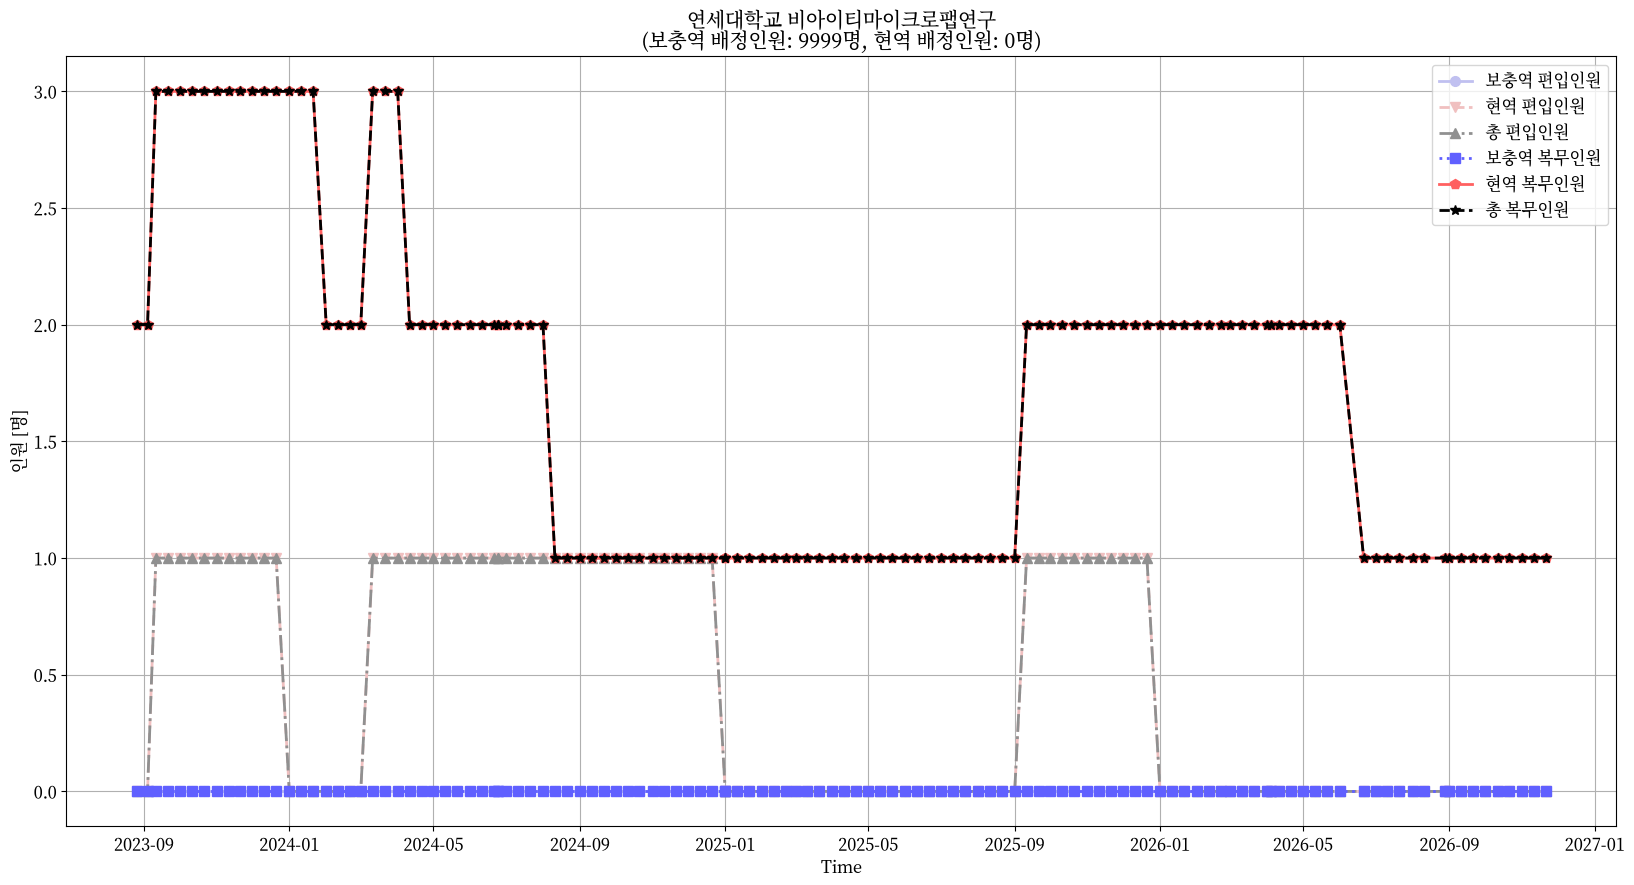 연세대학교 비아이티마이크로팹연구
(보충역 배정인원: 9999명, 현역 배정인원: 0명)
보충역 편입인원
현역 편입인원
총 편입인원
보충역 복무인원
현역 복무인원
총 복무인원
인원 [명]
3.0
2.5
2.0
1.5
1.0
0.5
0.0
2023-09
2024-01
2024-05
2024-09
2025-01
2025-05
2025-09
2026-01
2026-05
2026-09
2027-01
Time